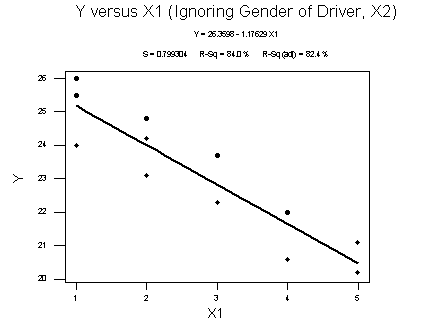 Y versus X1 (Ignoring Gender of Driver, X2)
Y = 26.3598 - 1.17629 X1
S = 0.799304 R-Sq = 84.0 % R-Sq(adj) = 82.4 %
26
25
24
23
22
21
20
Y
1 2 3 4 5
X1